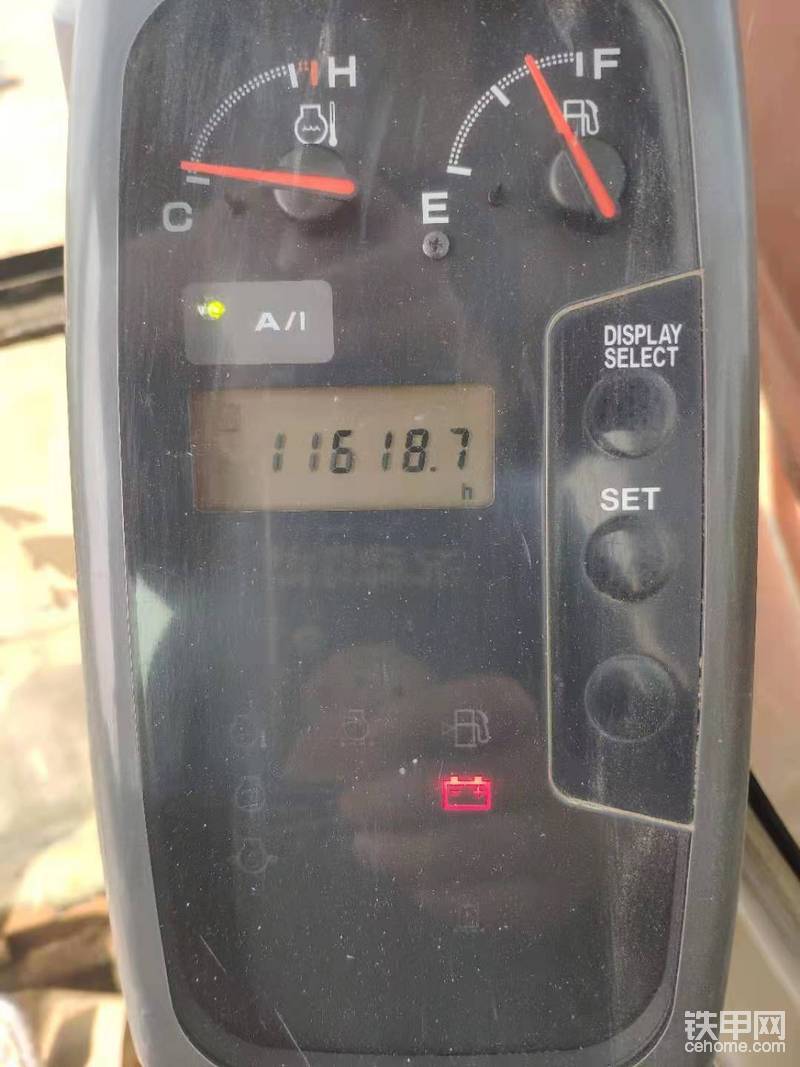 H
F
C
E
A/I
DISPLAY
SELECT
11618.7
h
SET
铁甲网
cehome.com